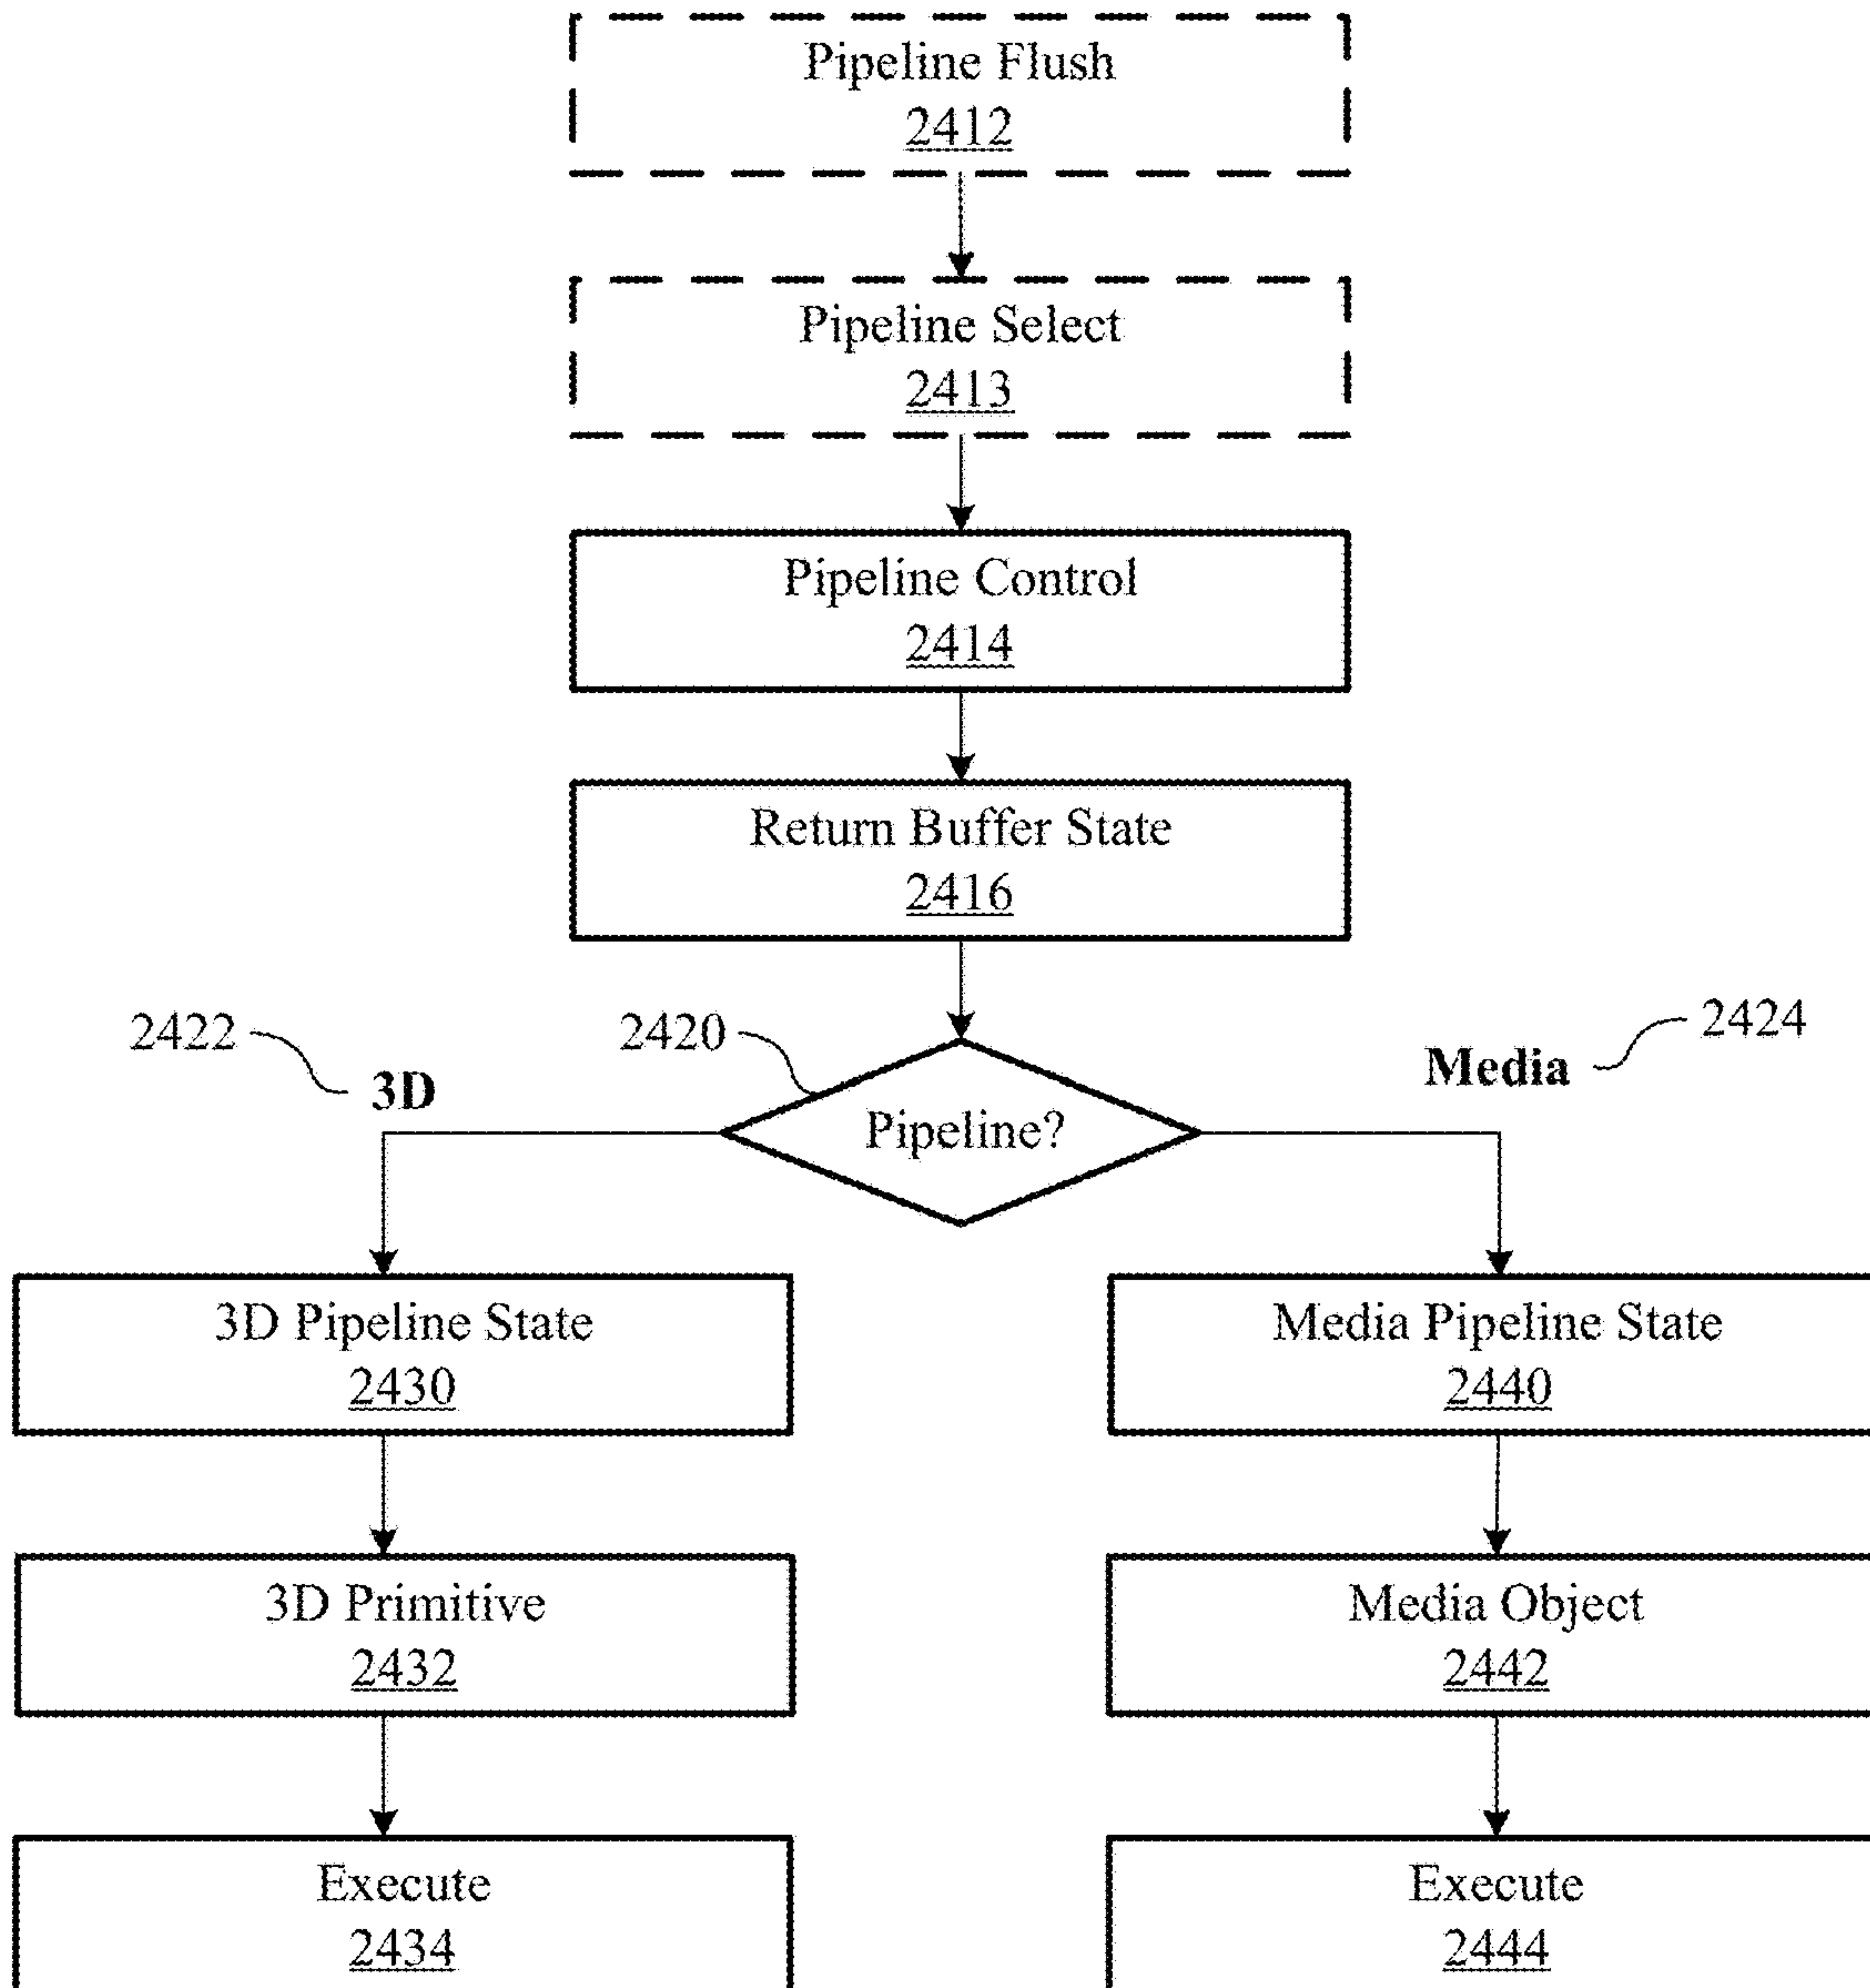 Pipeline Flush
2412
Pipeline Select
2413
Pipeline Control
2414
Return Buffer State
2416
2422
2420
2424
3D
Media
Pipeline?
3D Pipeline State
2430
Media Pipeline State
2440
3D Primitive
2432
Media Object
2442
Execute
2434
Execute
2444